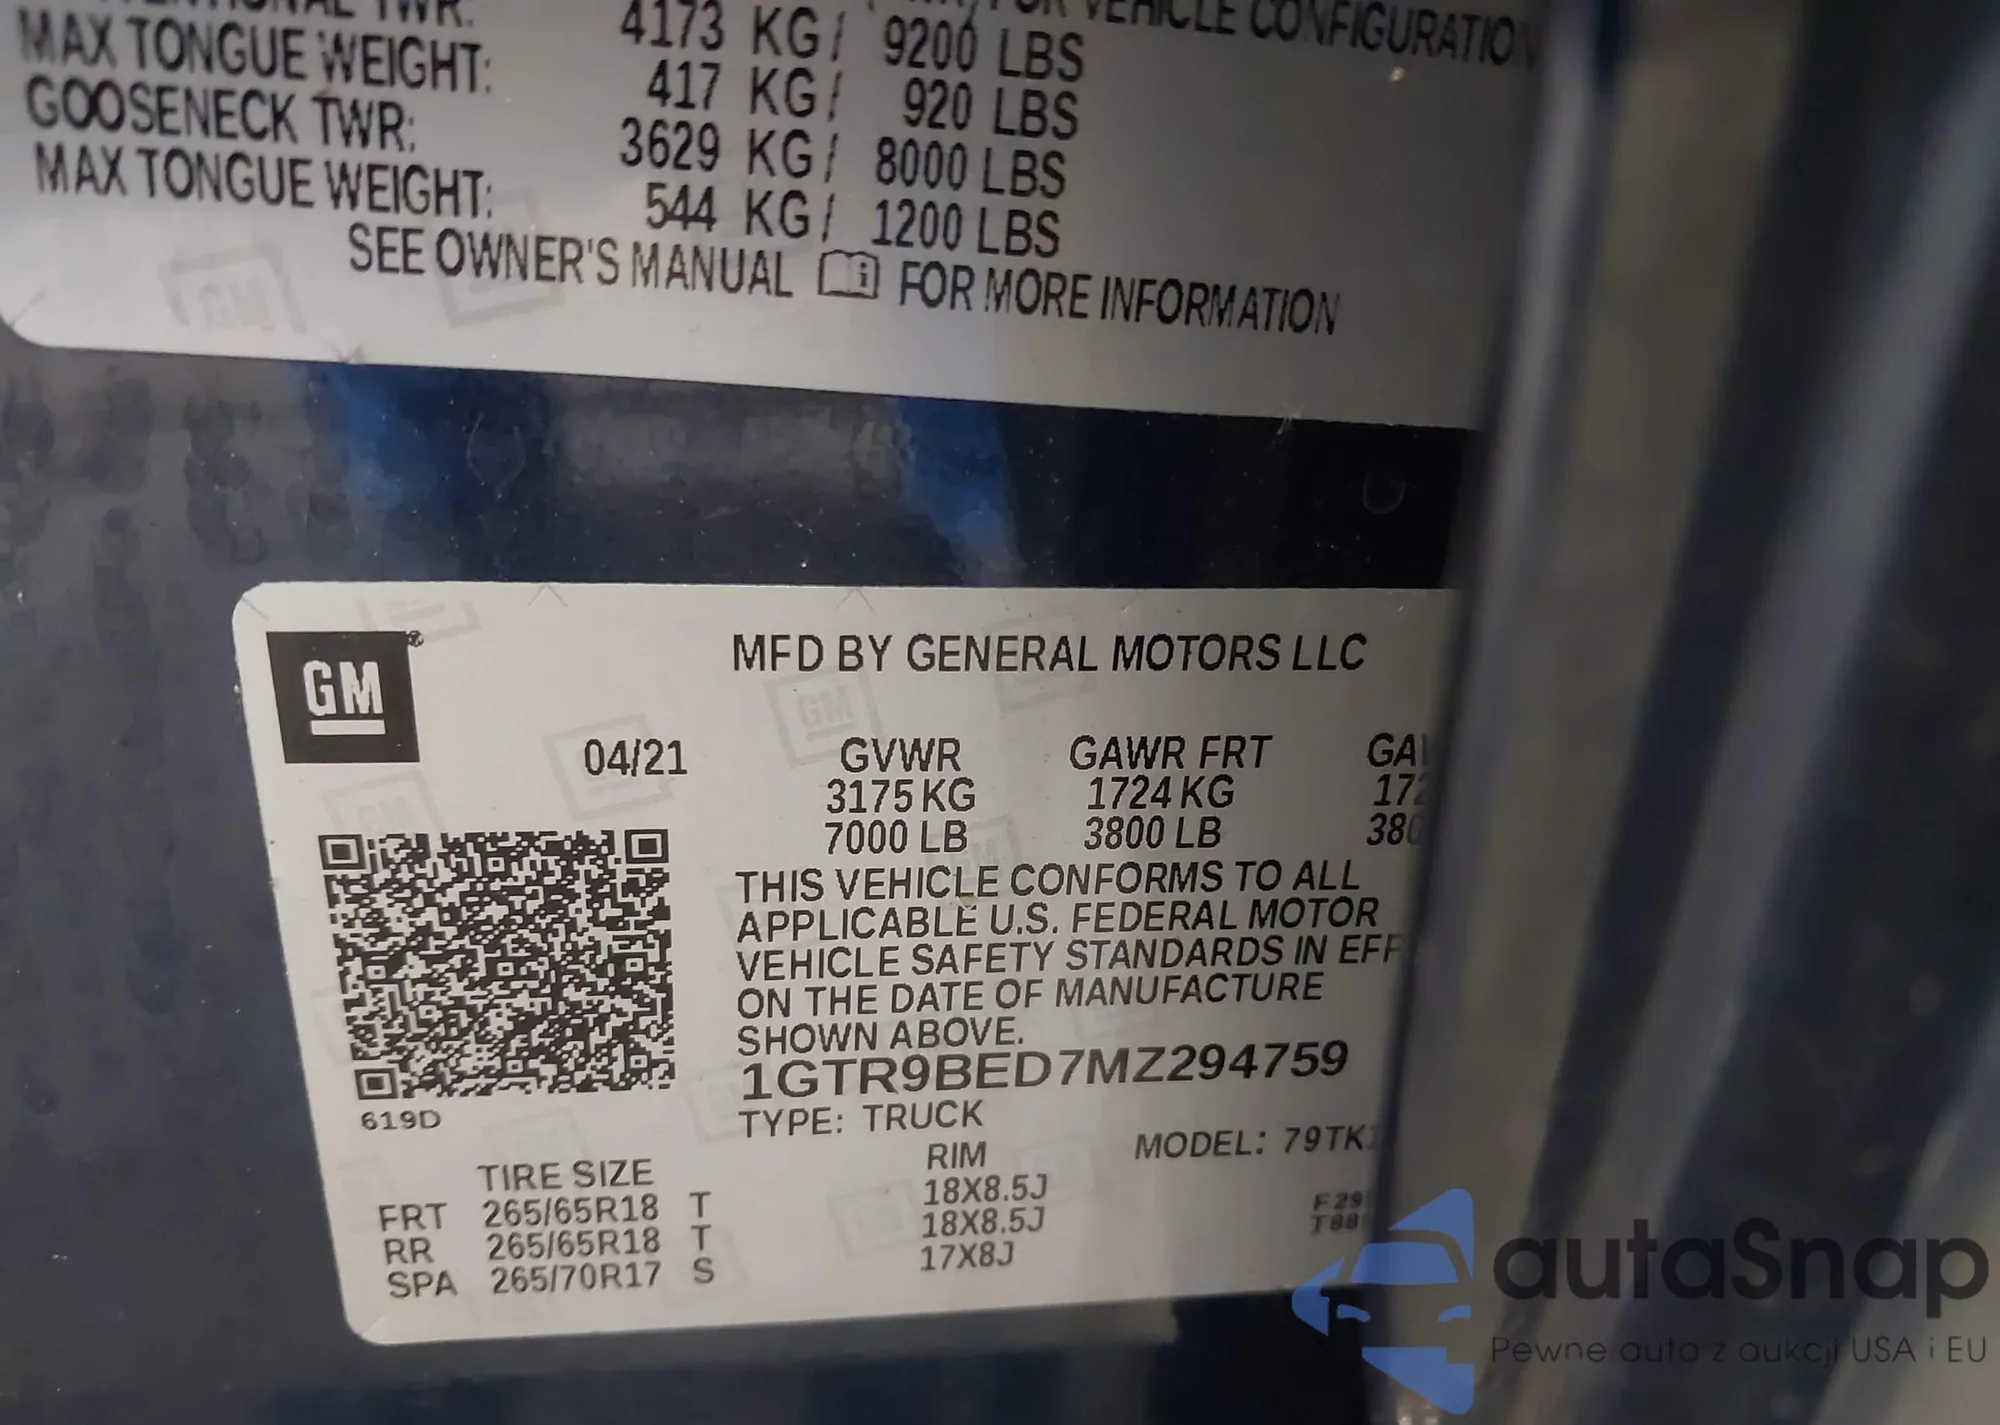 TWR:
4173 KG/ 9200 LBS
VEHICLE CONFIGURATION
MAX TONGUE WEIGHT: 417 KG/ 920 LBS
GOOSENECK TWR: 3629 KG/ 8000 LBS
MAX TONGUE WEIGHT: 544 KG/ 1200 LBS
SEE OWNER'S MANUAL FOR MORE INFORMATION
GM
MFD BY GENERAL MOTORS LLC
04/21
GVWR GAWR FRT
3175 KG 1724 KG
7000 LB 3800 LB
THIS VEHICLE CONFORMS TO ALL
APPLICABLE U.S. FEDERAL MOTOR
VEHICLE SAFETY STANDARDS IN EFF
ON THE DATE OF MANUFACTURE
SHOWN ABOVE.
1GTR9BED7MZ294759
619D
TYPE: TRUCK
MODEL: 79TK
TIRE SIZE RIM
FRT 265/65R18 T 18X8.5J
RR 265/65R18 T 18X8.5J
SPA 265/70R17 S 17X8J
autaSnap
Pewne auta z aukcji USA i EU